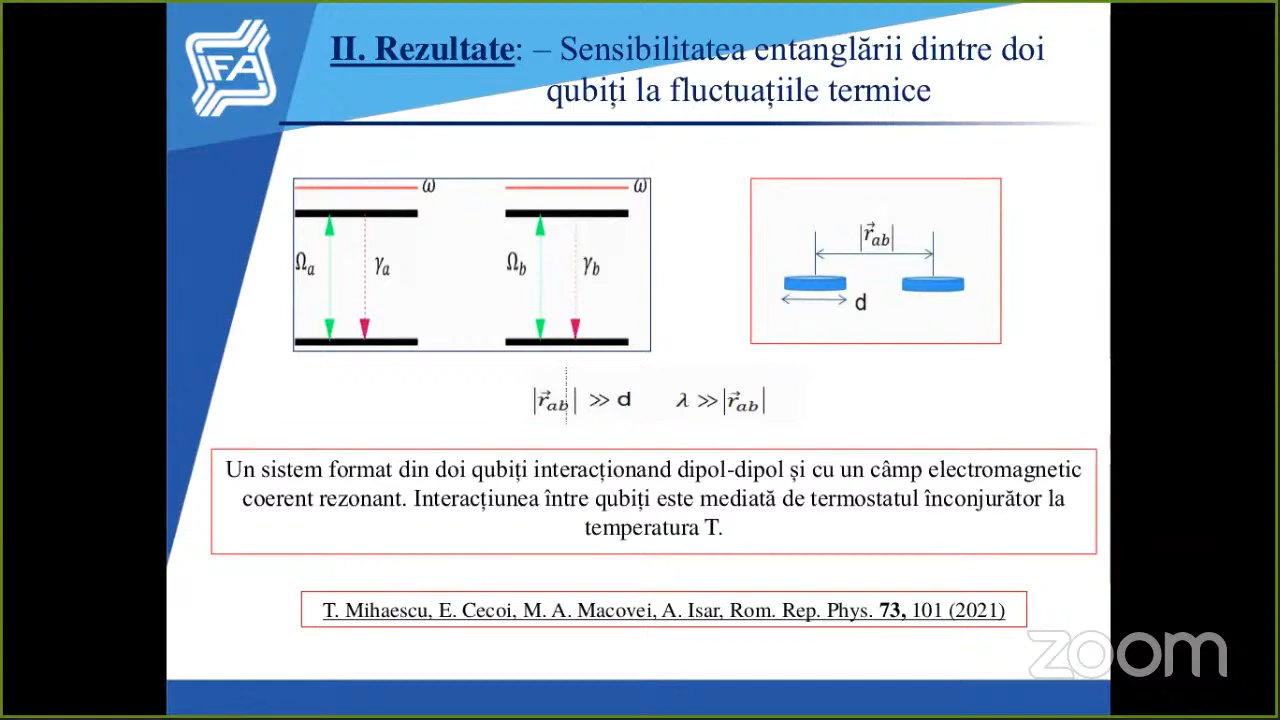 IFA
II. Rezultate: – Sensibilitatea entanglării dintre doi
qubiți la fluctuațiile termice
ω
ω
Ωa
γa
Ωb
γb
|r⃗ab|
d
|r⃗ab| ≫ d
λ ≫ |r⃗ab|
Un sistem format din doi qubiți interacționand dipol-dipol și cu un câmp electromagnetic
coerent rezonant. Interacțiunea între qubiți este mediată de termostatul înconjurător la
temperatura T.
T. Mihaescu, E. Cecoi, M. A. Macovei, A. Isar, Rom. Rep. Phys. 73, 101 (2021)
zoom